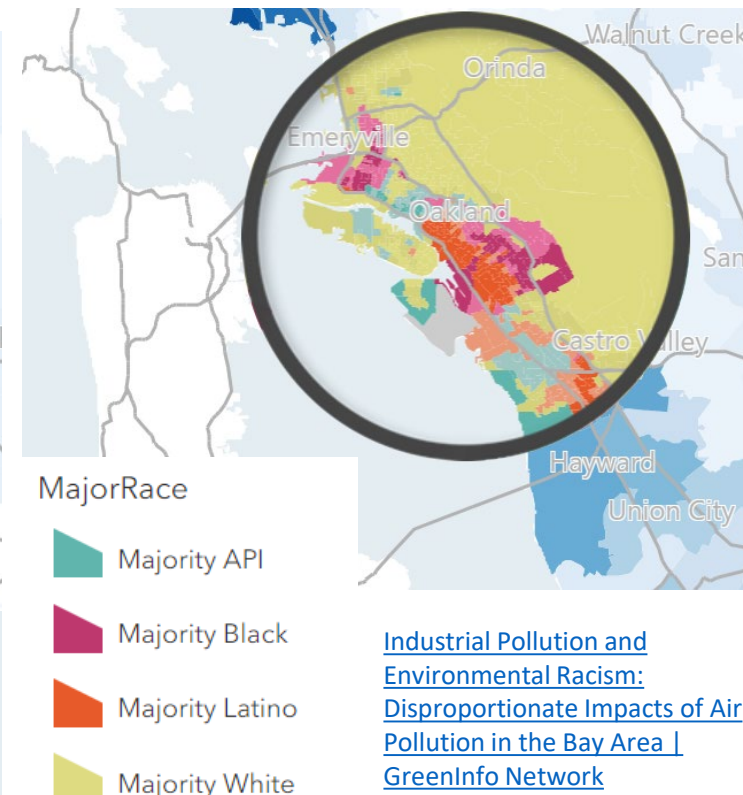 Walnut Creek
Orinda
Emeryville
Oakland
San
Castro Valley
Hayward
Union City
MajorRace
Majority API
Majority Black
Majority Latino
Majority White
Industrial Pollution and
Environmental Racism:
Disproportionate Impacts of Air
Pollution in the Bay Area |
GreenInfo Network